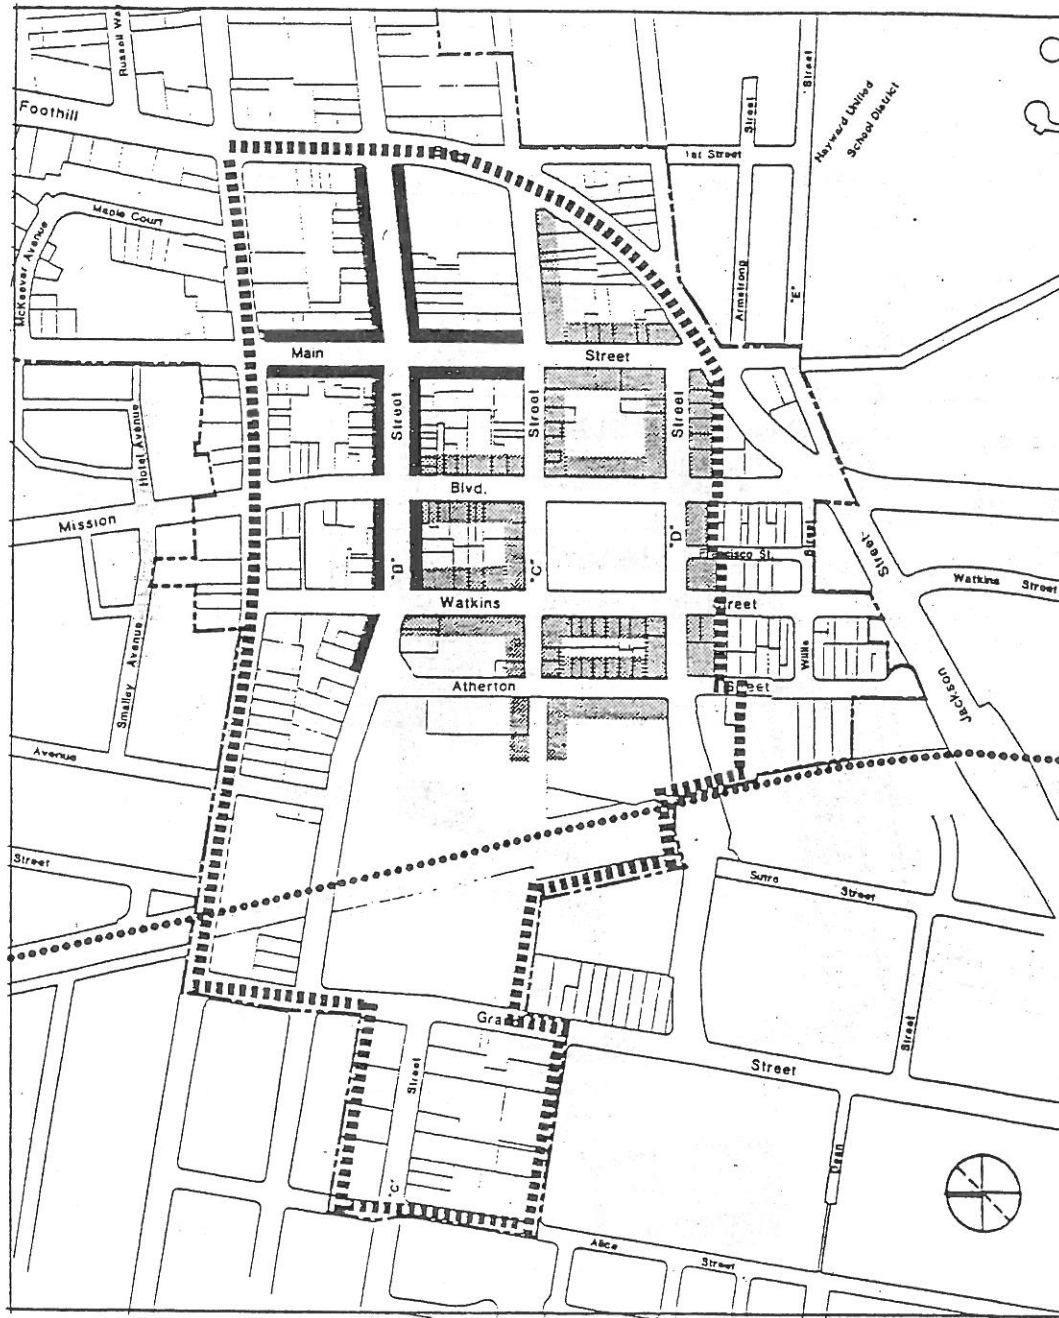 Russell Way
Foothill
Street
Street
Hayward Unified
School District
1st Street
Maple Court
McKeever Avenue
Armstrong
"E"
Main
Street
Hotel Avenue
Street
Street
Street
Blvd.
Mission
"B"
"C"
"D"
Francisco St.
Street
Street
Watkins
Street
Watkins Street
Smalley Avenue
Willis
Atherton
Street
Jackson
Avenue
Street
Sutro Street
Grand
Street
Street
Street
Dean
"C"
Alice
Street